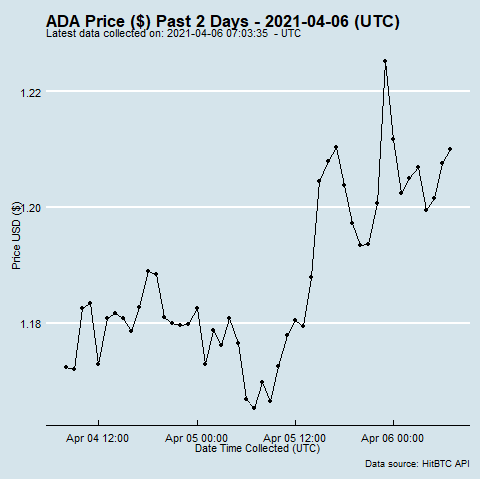 ADA Price ($) Past 2 Days - 2021-04-06 (UTC)
Latest data collected on: 2021-04-06 07:03:35 - UTC
1.22
1.20
1.18
Price USD ($)
Apr 04 12:00
Apr 05 00:00
Apr 05 12:00
Apr 06 00:00
Date Time Collected (UTC)
Data source: HitBTC API